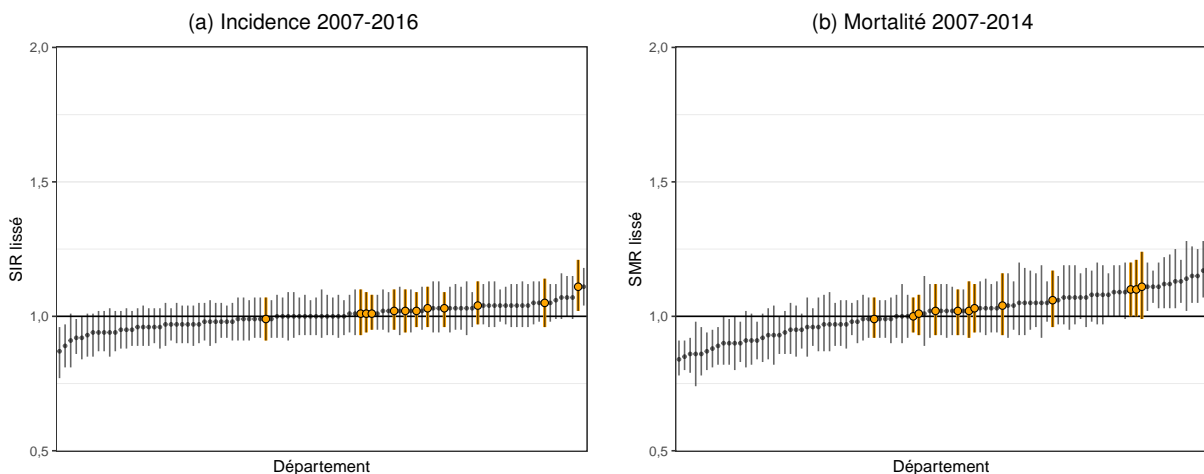 (a) Incidence 2007-2016
2,0
1,5
1,0
0,5
SIR lissé
Département
(b) Mortalité 2007-2014
2,0
1,5
1,0
0,5
SMR lissé
Département